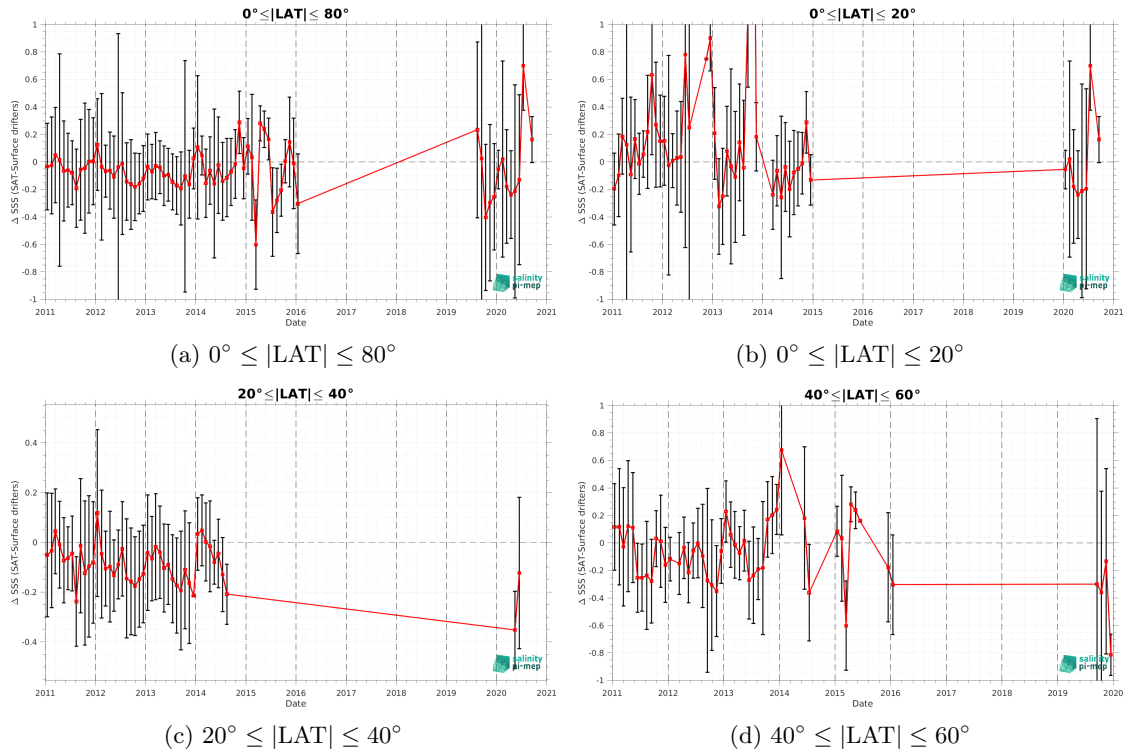 0°≤|LAT|≤ 80°
1
0.8
0.6
0.4
0.2
0
-0.2
-0.4
-0.6
-0.8
-1
Δ SSS (SAT-Surface drifters)
2011 2012 2013 2014 2015 2016 2017 2018 2019 2020 2021
Date
salinity
pi-mep
(a) 0° ≤ |LAT| ≤ 80°
0°≤|LAT|≤ 20°
1
0.8
0.6
0.4
0.2
0
-0.2
-0.4
-0.6
-0.8
-1
Δ SSS (SAT-Surface drifters)
2011 2012 2013 2014 2015 2016 2017 2018 2019 2020 2021
Date
salinity
pi-mep
(b) 0° ≤ |LAT| ≤ 20°
20°≤|LAT|≤ 40°
0.4
0.2
0
-0.2
-0.4
Δ SSS (SAT-Surface drifters)
2011 2012 2013 2014 2015 2016 2017 2018 2019 2020 2021
Date
salinity
pi-mep
(c) 20° ≤ |LAT| ≤ 40°
40°≤|LAT|≤ 60°
1
0.8
0.6
0.4
0.2
0
-0.2
-0.4
-0.6
-0.8
-1
Δ SSS (SAT-Surface drifters)
2011 2012 2013 2014 2015 2016 2017 2018 2019 2020
Date
salinity
pi-mep
(d) 40° ≤ |LAT| ≤ 60°